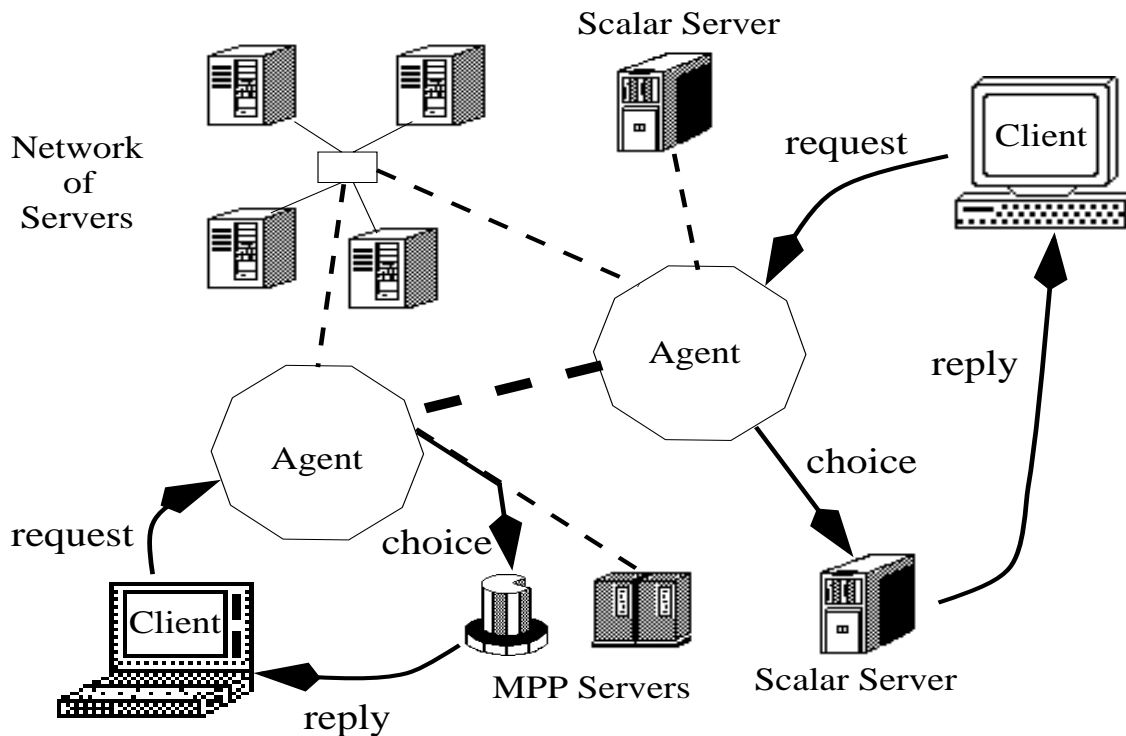 Scalar Server
Network
of
Servers
request
Client
Agent
reply
Agent
choice
request
choice
Client
MPP Servers
Scalar Server
reply